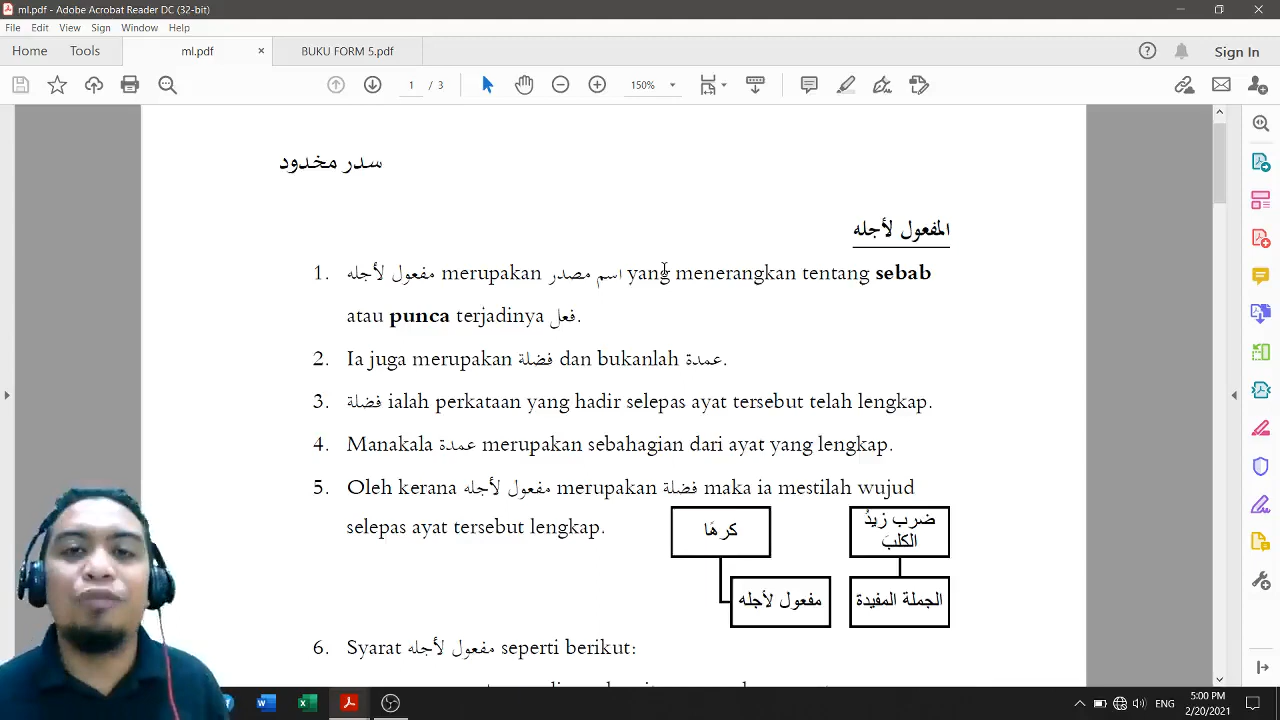 ml.pdf - Adobe Acrobat Reader DC (32-bit)
File Edit View Sign Window Help
Home Tools ml.pdf × BUKU FORM 5.pdf Sign In
1 / 3 150%
سدر مخدود
المفعول لأجله
1. مفعول لأجله merupakan اسم مصدر yang menerangkan tentang sebab
atau punca terjadinya فعل.
2. Ia juga merupakan فضلة dan bukanlah عمدة.
3. فضلة ialah perkataan yang hadir selepas ayat tersebut telah lengkap.
4. Manakala عمدة merupakan sebahagian dari ayat yang lengkap.
5. Oleh kerana مفعول لأجله merupakan فضلة maka ia mestilah wujud
selepas ayat tersebut lengkap.
ضرب زيدُ
الكلبَ
كرهًا
الجملة المفيدة
مفعول لأجله
6. Syarat مفعول لأجله seperti berikut:
ENG
5:00 PM
2/20/2021